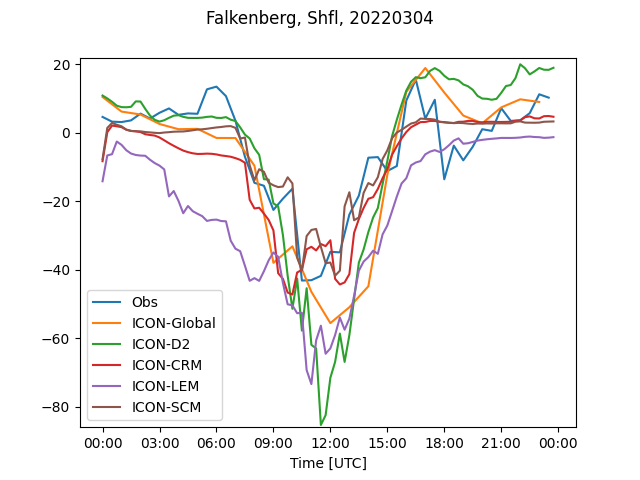 Falkenberg, Shfl, 20220304
20
0
−20
−40
−60
−80
Obs
ICON-Global
ICON-D2
ICON-CRM
ICON-LEM
ICON-SCM
00:00 03:00 06:00 09:00 12:00 15:00 18:00 21:00 00:00
Time [UTC]